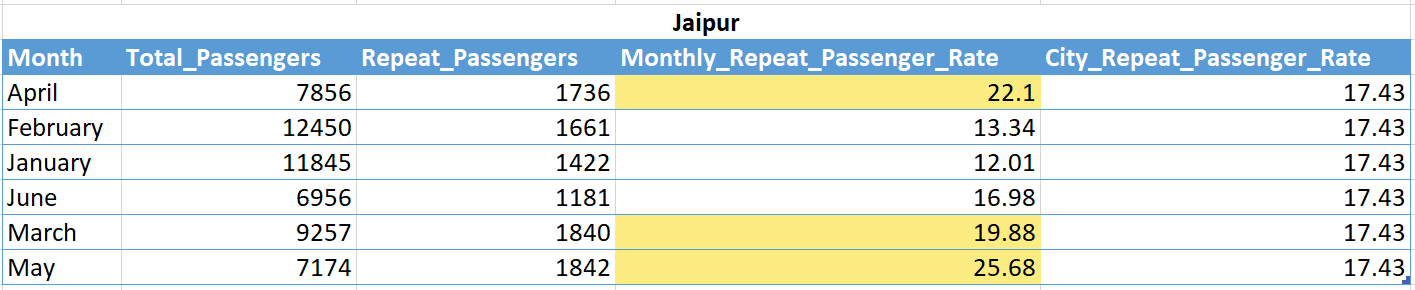 Jaipur
Month Total_Passengers Repeat_Passengers Monthly_Repeat_Passenger_Rate City_Repeat_Passenger_Rate
April 7856 1736 22.1 17.43
February 12450 1661 13.34 17.43
January 11845 1422 12.01 17.43
June 6956 1181 16.98 17.43
March 9257 1840 19.88 17.43
May 7174 1842 25.68 17.43